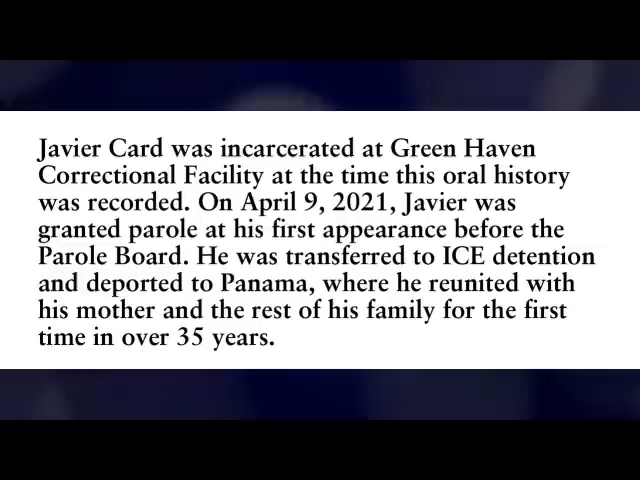 Javier Card was incarcerated at Green Haven
Correctional Facility at the time this oral history
was recorded. On April 9, 2021, Javier was
granted parole at his first appearance before the
Parole Board. He was transferred to ICE detention
and deported to Panama, where he reunited with
his mother and the rest of his family for the first
time in over 35 years.